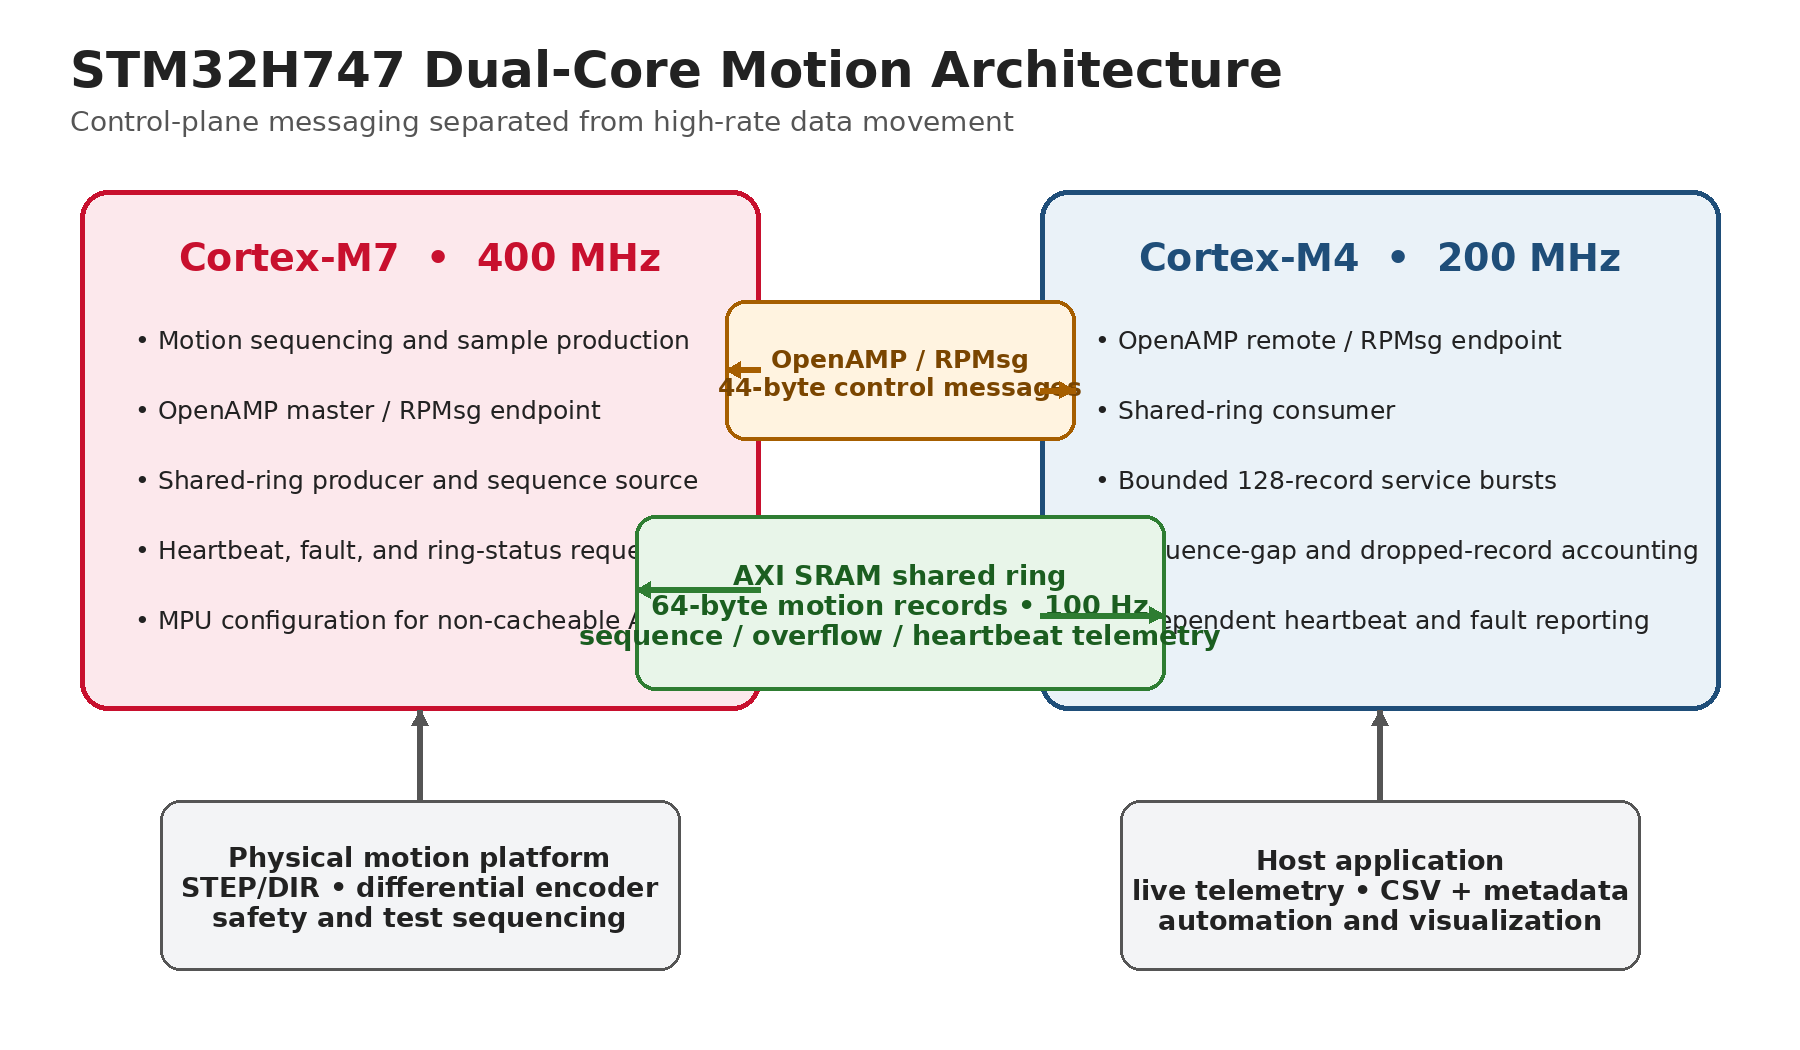 STM32H747 Dual-Core Motion Architecture
Control-plane messaging separated from high-rate data movement
Cortex-M7 • 400 MHz
• Motion sequencing and sample production
• OpenAMP master / RPMsg endpoint
• Shared-ring producer and sequence source
• Heartbeat, fault, and ring-status
• MPU configuration for non-cacheable
OpenAMP / RPMsg
44-byte control messages
AXI SRAM shared ring
64-byte motion records • 100 Hz
sequence / overflow / heartbeat telemetry
Cortex-M4 • 200 MHz
• OpenAMP remote / RPMsg endpoint
• Shared-ring consumer
• Bounded 128-record service bursts
and dropped-record accounting
heartbeat and fault reporting
Physical motion platform
STEP/DIR • differential encoder
safety and test sequencing
Host application
live telemetry • CSV + metadata
automation and visualization